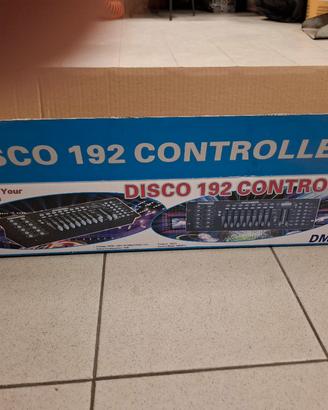 SCO 192 CONTROLLE
Your
DISCO 192 CONTRO
DM